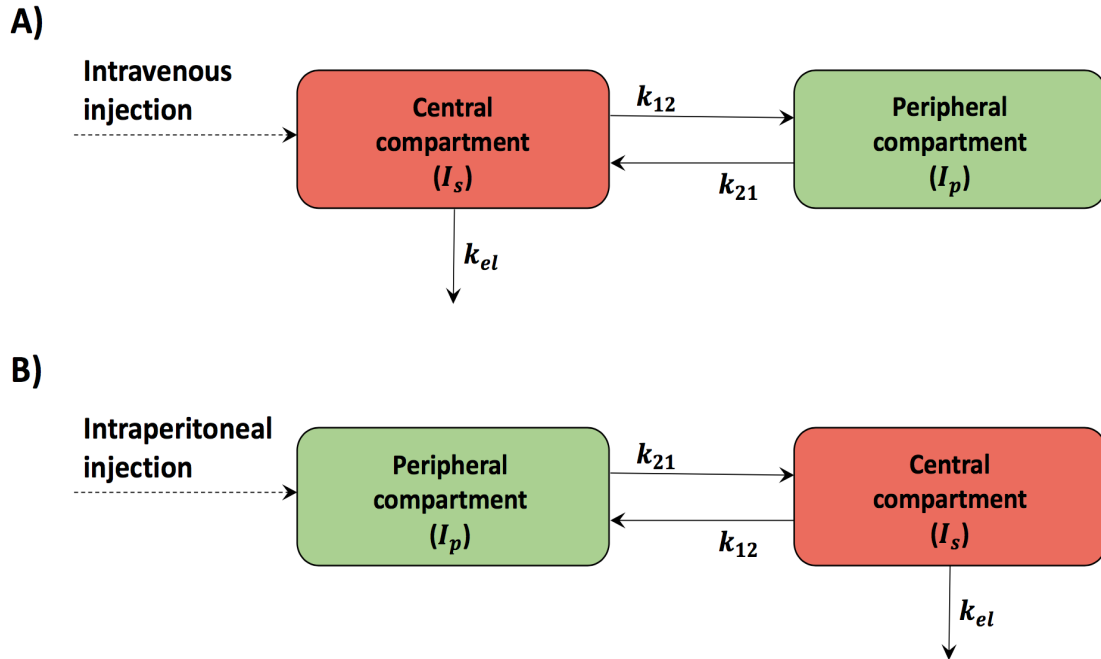 A)
Intravenous
injection
Central
compartment
(I_s)
k_12
k_21
Peripheral
compartment
(I_p)
k_el
B)
Intraperitoneal
injection
Peripheral
compartment
(I_p)
k_21
k_12
Central
compartment
(I_s)
k_el